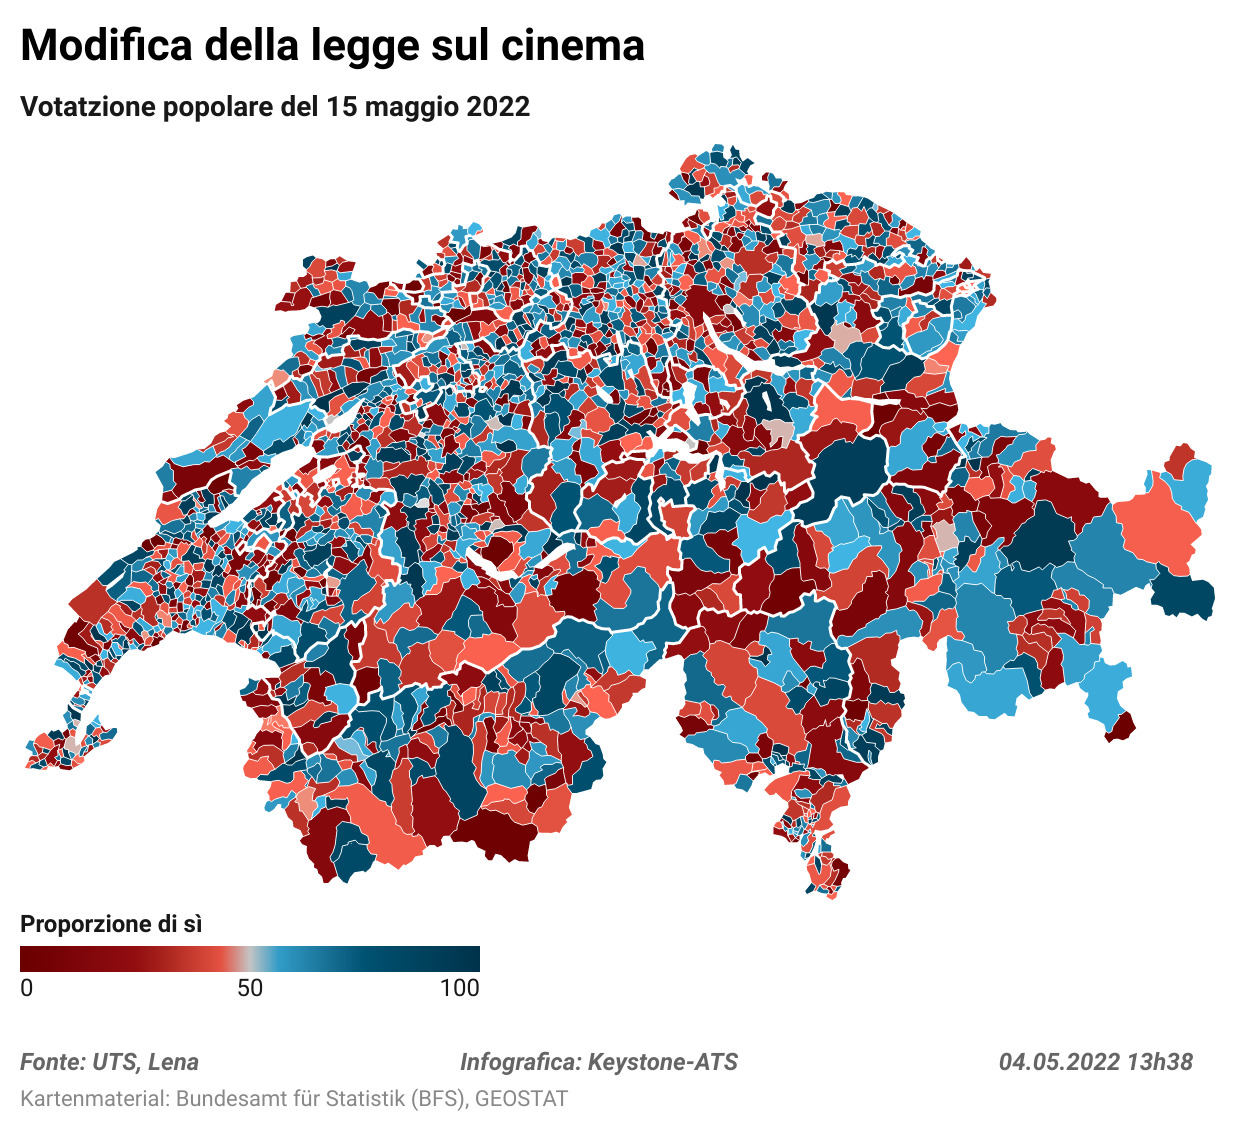 Modifica della legge sul cinema
Votatzione popolare del 15 maggio 2022
Proporzione di sì
0 50 100
Fonte: UTS, Lena Infografica: Keystone-ATS 04.05.2022 13h38
Kartenmaterial: Bundesamt für Statistik (BFS), GEOSTAT